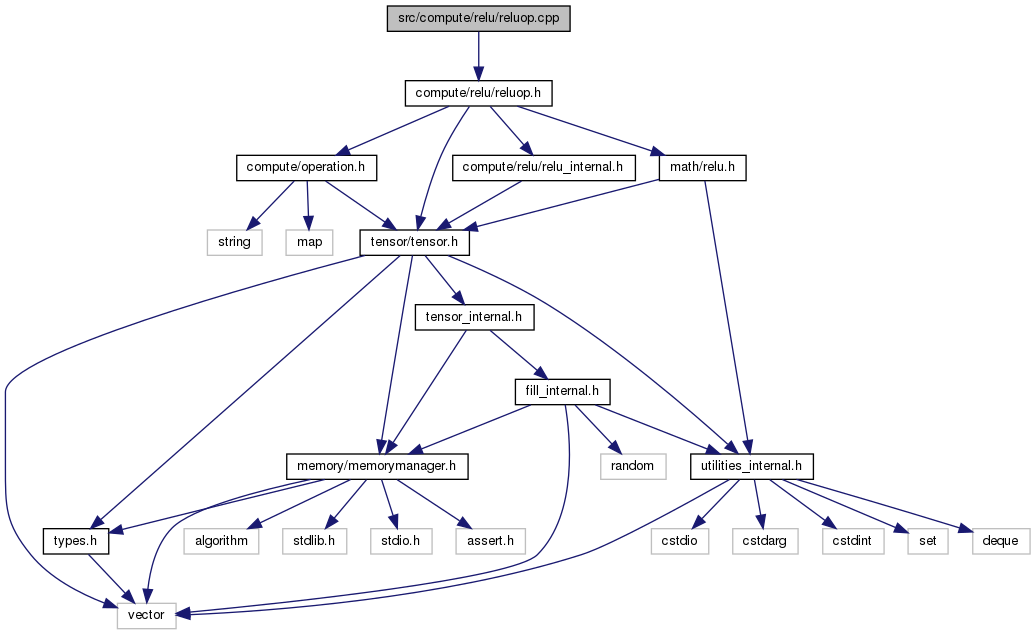 src/compute/relu/reluop.cpp
compute/relu/reluop.h
compute/operation.h
compute/relu/relu_internal.h
math/relu.h
string
map
tensor/tensor.h
tensor_internal.h
fill_internal.h
memory/memorymanager.h
random
utilities_internal.h
types.h
algorithm
stdlib.h
stdio.h
assert.h
cstdio
cstdarg
cstdint
set
deque
vector